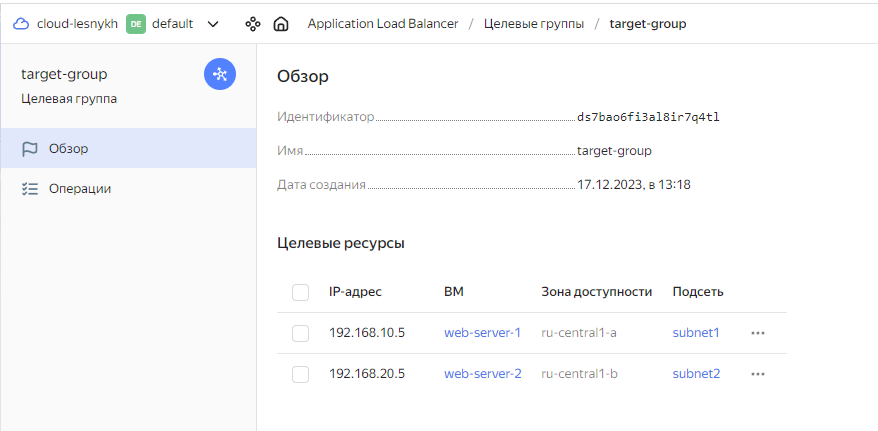 cloud-lesnykh DE default Application Load Balancer / Целевые группы / target-group
target-group
Целевая группа
Обзор
Операции
Обзор
Идентификатор ds7bao6fi3al8ir7q4tl
Имя target-group
Дата создания 17.12.2023, в 13:18
Целевые ресурсы
IP-адрес ВМ Зона доступности Подсеть
192.168.10.5 web-server-1 ru-central1-a subnet1
192.168.20.5 web-server-2 ru-central1-b subnet2